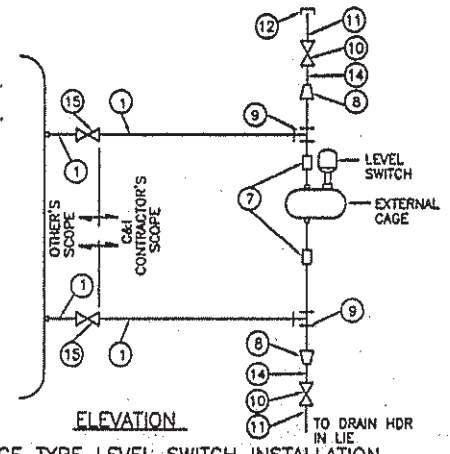 12
11
10
14
8
15
1
9
1
LEVEL
SWITCH
7
EXTERNAL
CAGE
OTHER'S
SCOPE
C&I
CONTRACTOR'S
SCOPE
1
1
15
9
8
14
10
11
TO DRAIN HDR
IN LIE
ELEVATION
GE TYPE LEVEL SWITCH INSTALLATION